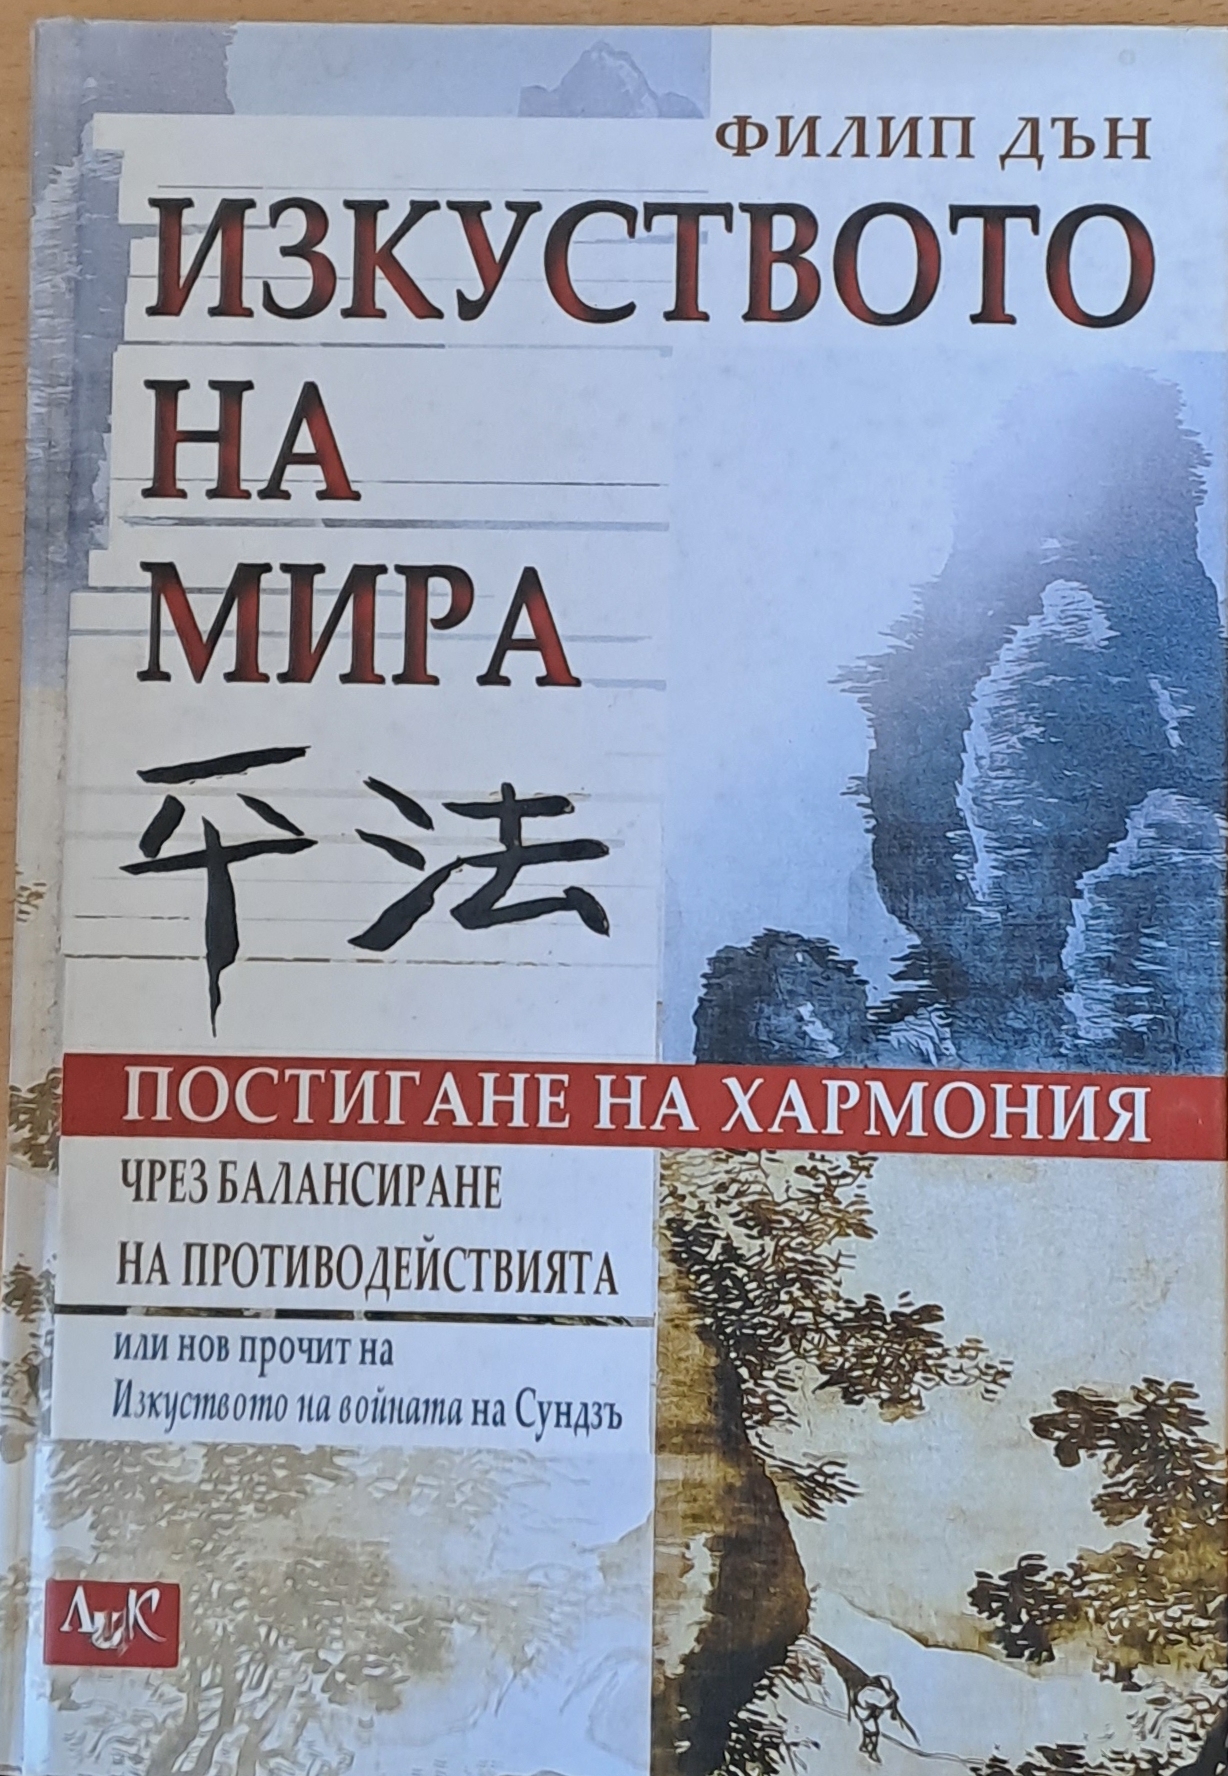 ФИЛИП ДЪН
ИЗКУСТВОТО
НА
МИРА
平法
ПОСТИГАНЕ НА ХАРМОНИЯ
ЧРЕЗ БАЛАНСИРАНЕ
НА ПРОТИВОДЕЙСТВИЯТА
или нов прочит на
Изкуството на войната на Сундзъ
ЛиК